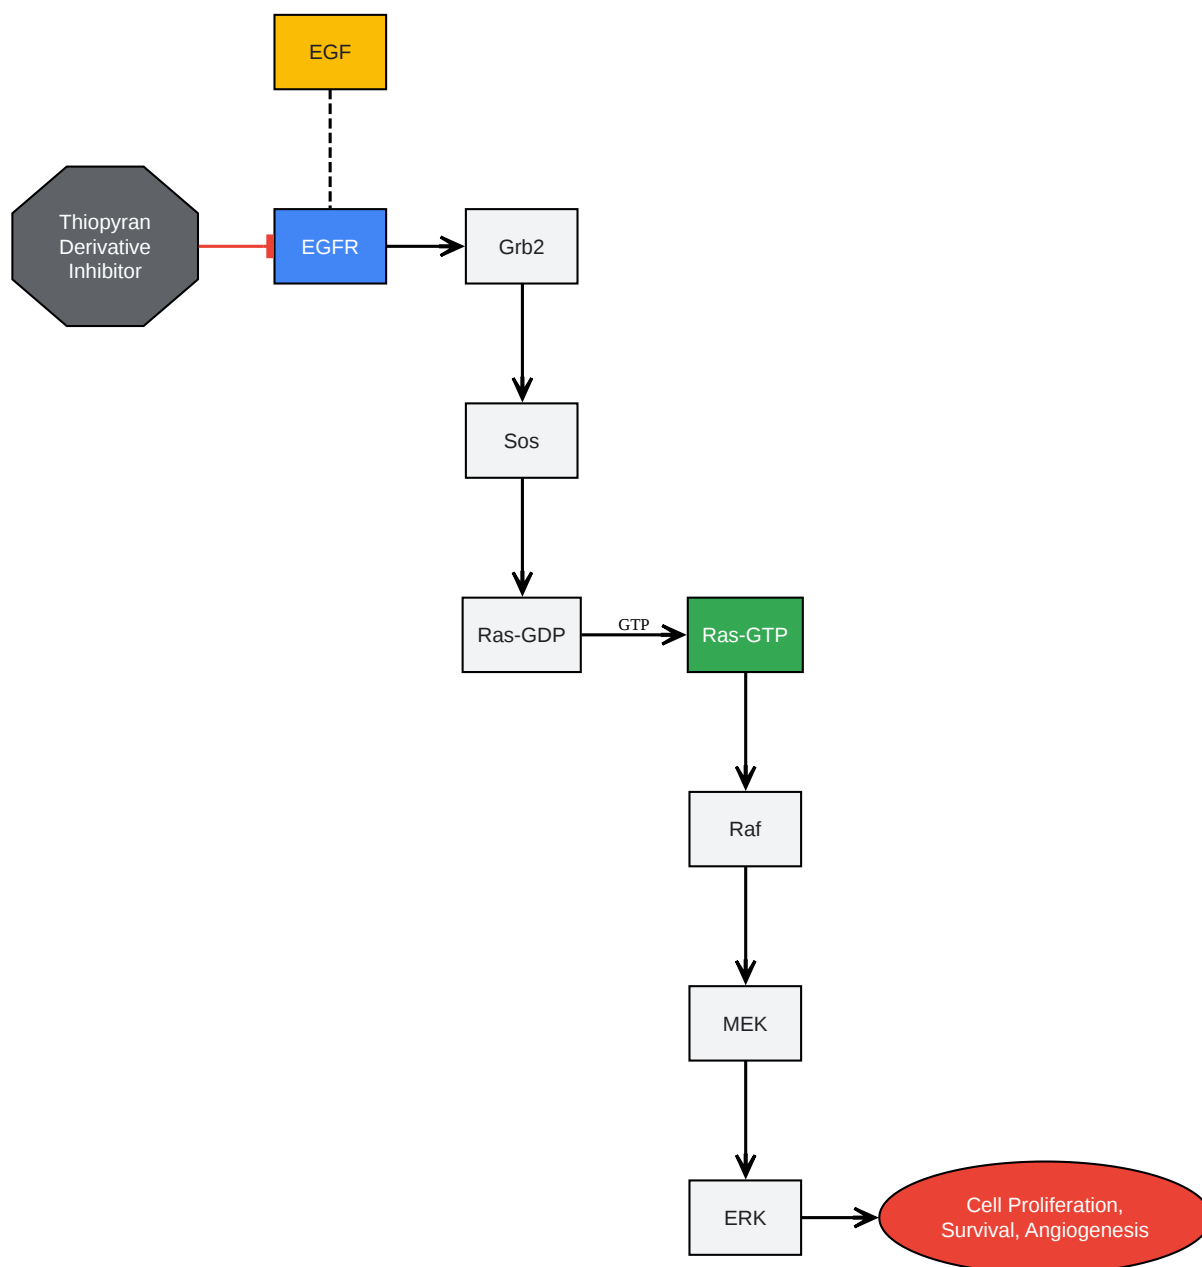 EGF
Thiopyran
Derivative
Inhibitor
EGFR
Grb2
Sos
Ras-GDP
GTP
Ras-GTP
Raf
MEK
ERK
Cell Proliferation,
Survival, Angiogenesis